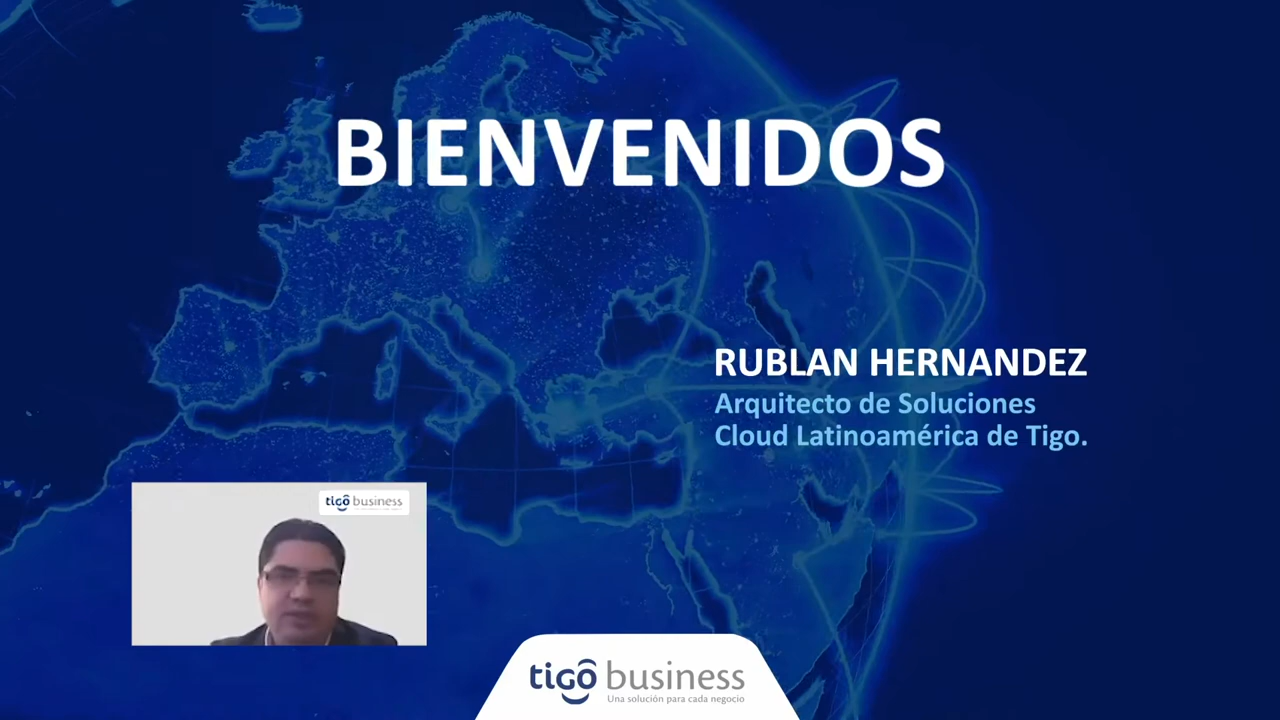 BIENVENIDOS
RUBLAN HERNANDEZ
Arquitecto de Soluciones
Cloud Latinoamérica de Tigo.
tigo business
tigo business
Una solución para cada negocio